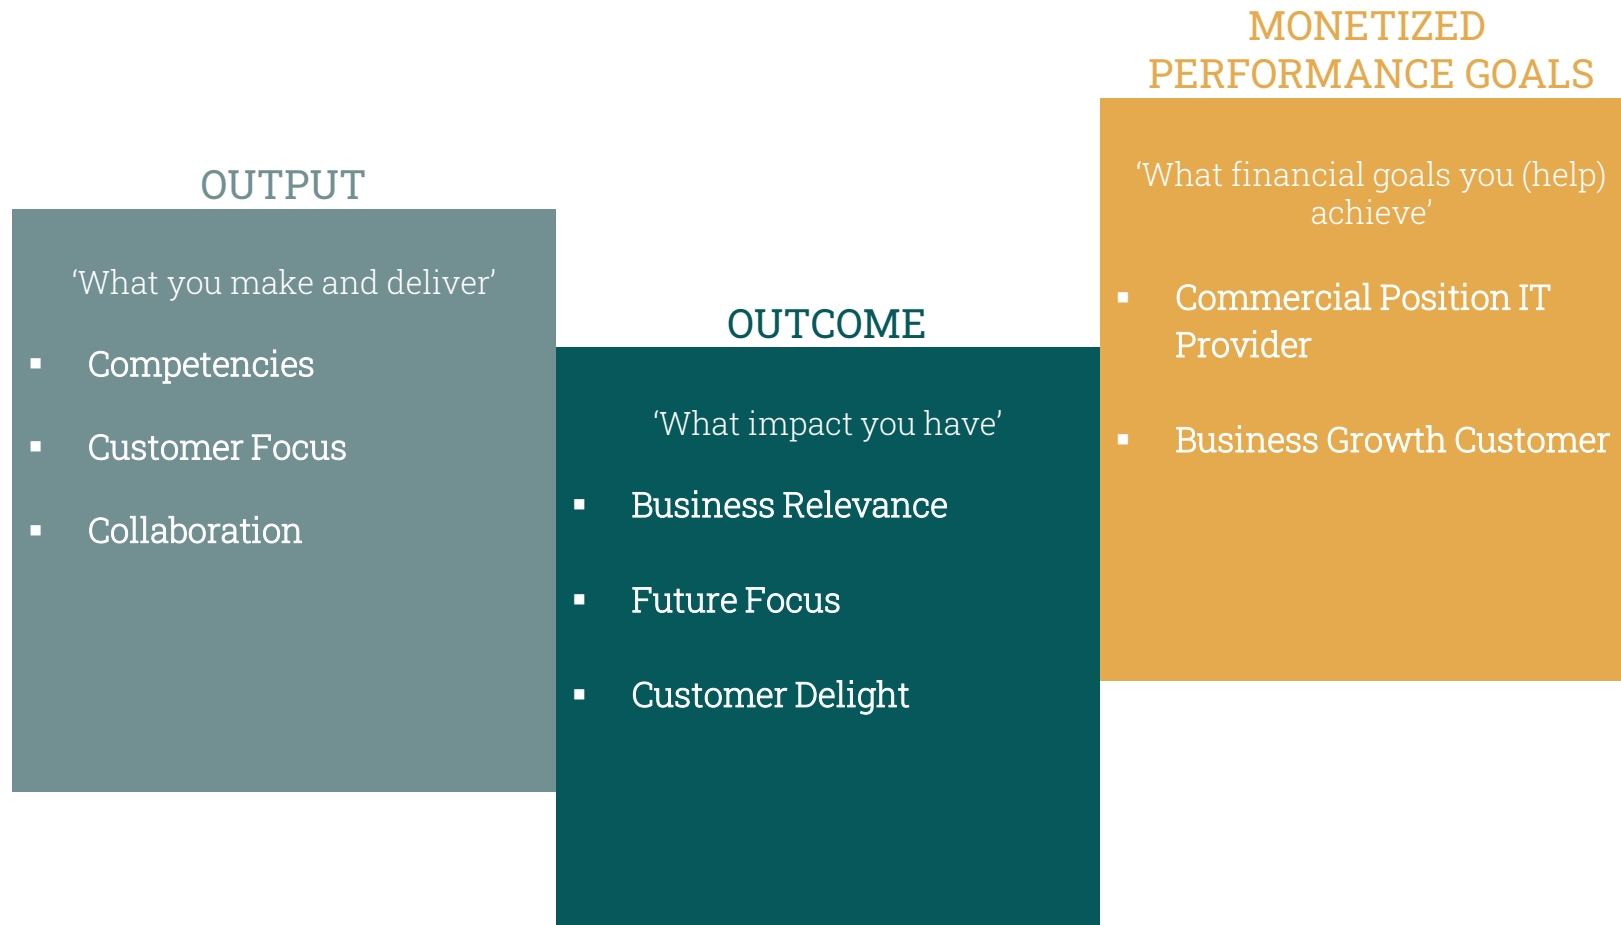 OUTPUT
‘What you make and deliver’
▪ Competencies
▪ Customer Focus
▪ Collaboration
OUTCOME
‘What impact you have’
▪ Business Relevance
▪ Future Focus
▪ Customer Delight
MONETIZED
PERFORMANCE GOALS
‘What financial goals you (help)
achieve’
▪ Commercial Position IT
Provider
▪ Business Growth Customer